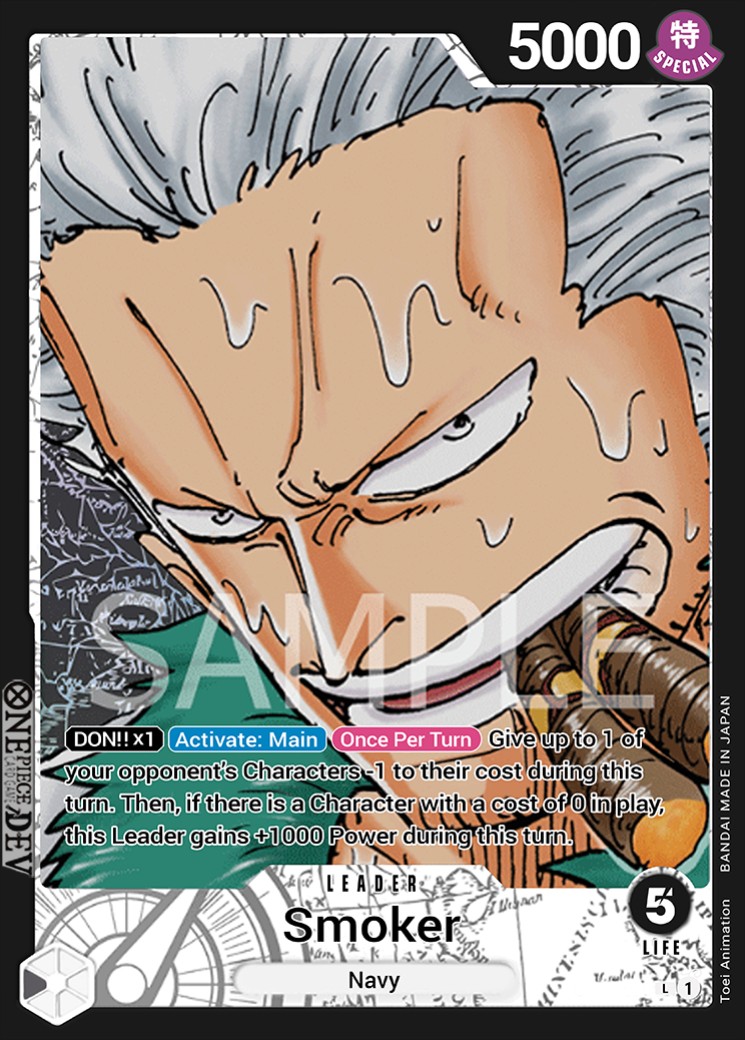 5000
特
SPECIAL
SAMPLE
DON!! x1 Activate: Main Once Per Turn Give up to 1 of
your opponent's Characters -1 to their cost during this
turn. Then, if there is a Character with a cost of 0 in play,
this Leader gains +1000 Power during this turn.
LEADER
Smoker
Navy
5
LIFE
L 1
ONE PIECE
CARD GAME
DEV
Toei Animation BANDAI MADE IN JAPAN